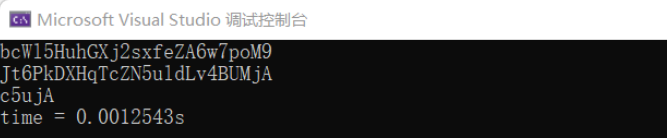 Microsoft Visual Studio 调试控制台
bcWl5HuhGXj2sxfeZA6w7poM9
Jt6PkDXHqTcZN5uldLv4BUMjA
c5ujA
time = 0.0012543s